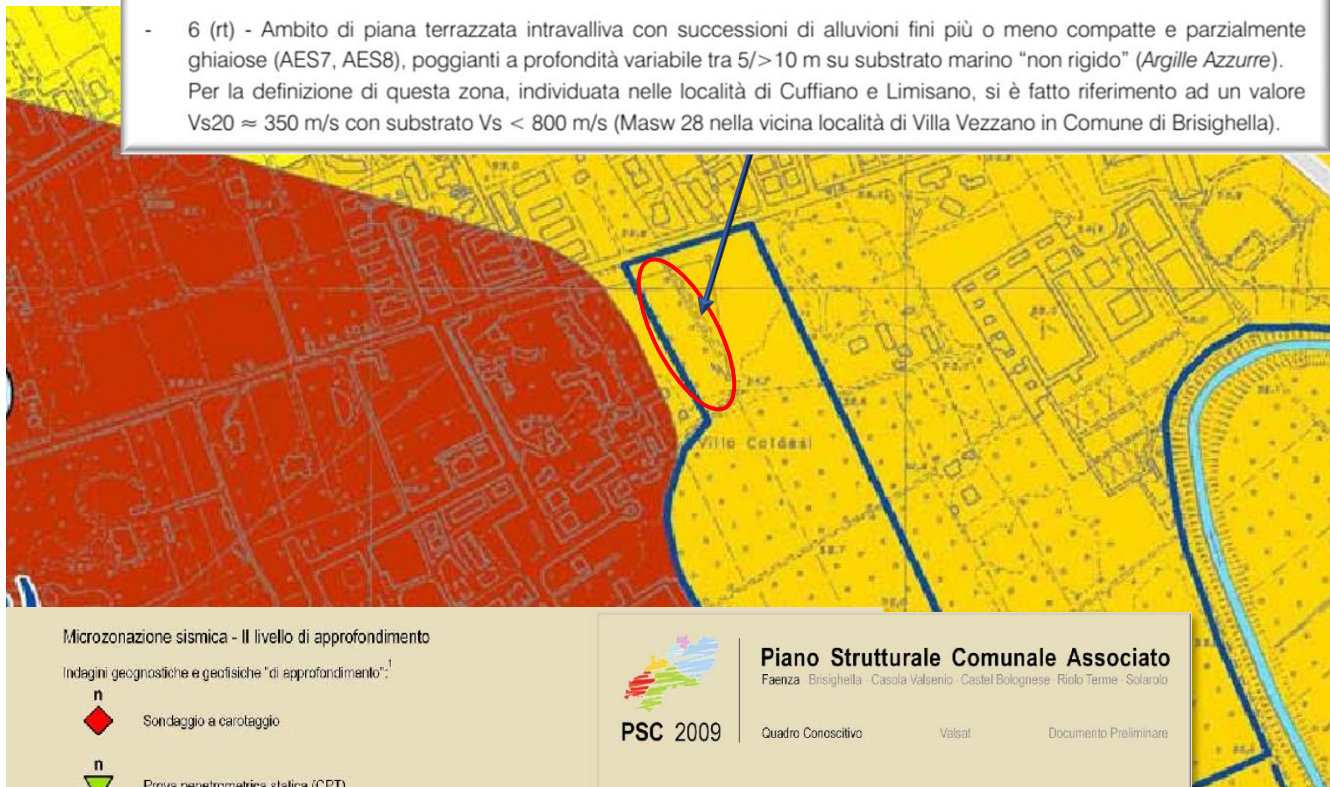 - 6 (rt) - Ambito di piana terrazzata intravalliva con successioni di alluvioni fini più o meno compatte e parzialmente
ghiaiose (AES7, AES8), poggianti a profondità variabile tra 5/>10 m su substrato marino "non rigido" (Argille Azzurre).
Per la definizione di questa zona, individuata nelle località di Cuffiano e Limisano, si è fatto riferimento ad un valore
Vs20 ≈ 350 m/s con substrato Vs < 800 m/s (Masw 28 nella vicina località di Villa Vezzano in Comune di Brisighella).
Villa Caldesi
Microzonazione sismica - II livello di approfondimento
Indagini geognostiche e geofisiche "di approfondimento":1
n
Sondaggio a carotaggio
n
Prova penetrometrica statica (CPT)
PSC 2009
Piano Strutturale Comunale Associato
Faenza Brisighella - Casola Valsenio - Castel Bolognese - Riolo Terme - Solarolo
Quadro Conoscitivo Valsat Documento Preliminare